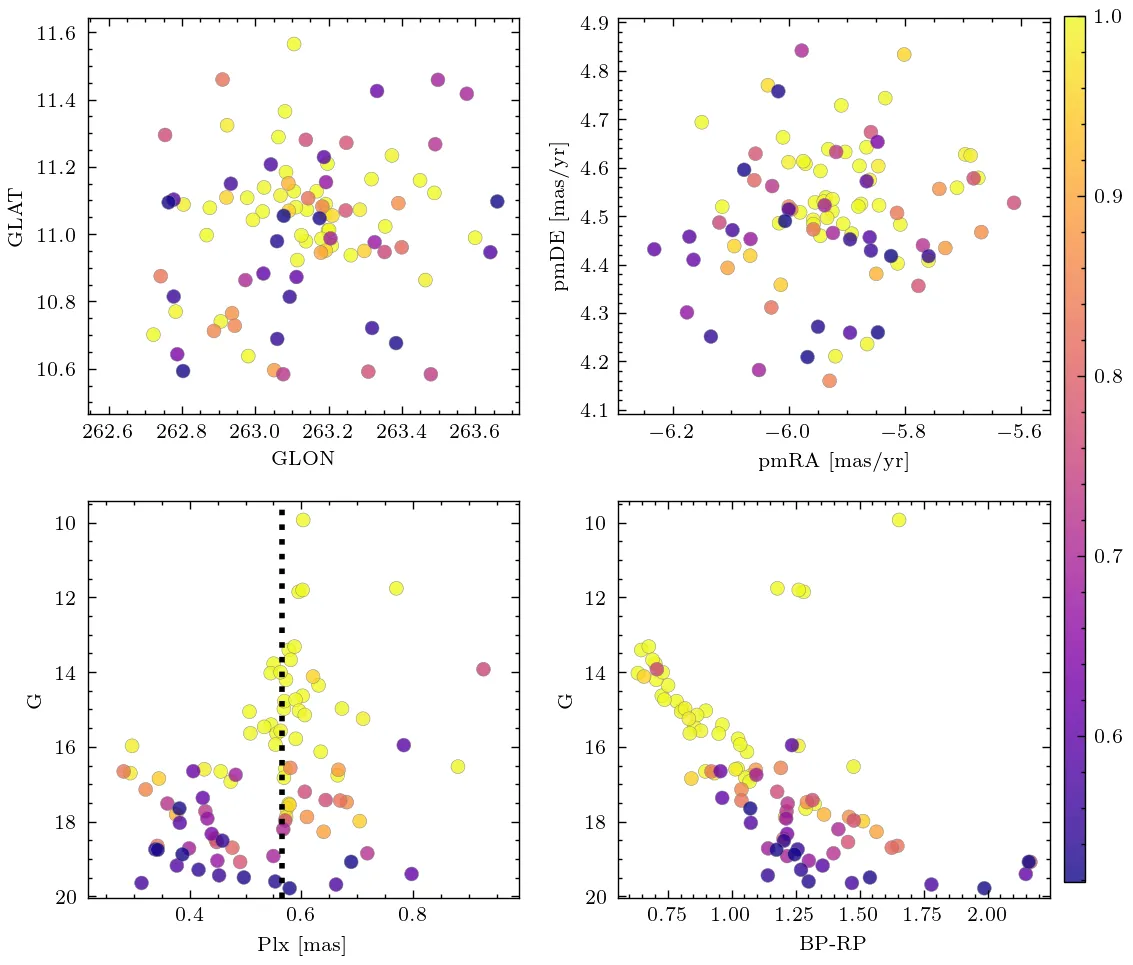 11.6
11.4
11.2
11.0
10.8
10.6
GLAT
262.6 262.8 263.0 263.2 263.4 263.6
GLON
4.9
4.8
4.7
4.6
4.5
4.4
4.3
4.2
4.1
pmDE [mas/yr]
−6.2 −6.0 −5.8 −5.6
pmRA [mas/yr]
1.0
0.9
0.8
0.7
0.6
10
12
14
16
18
20
G
0.4 0.6 0.8
Plx [mas]
10
12
14
16
18
20
G
0.75 1.00 1.25 1.50 1.75 2.00
BP-RP